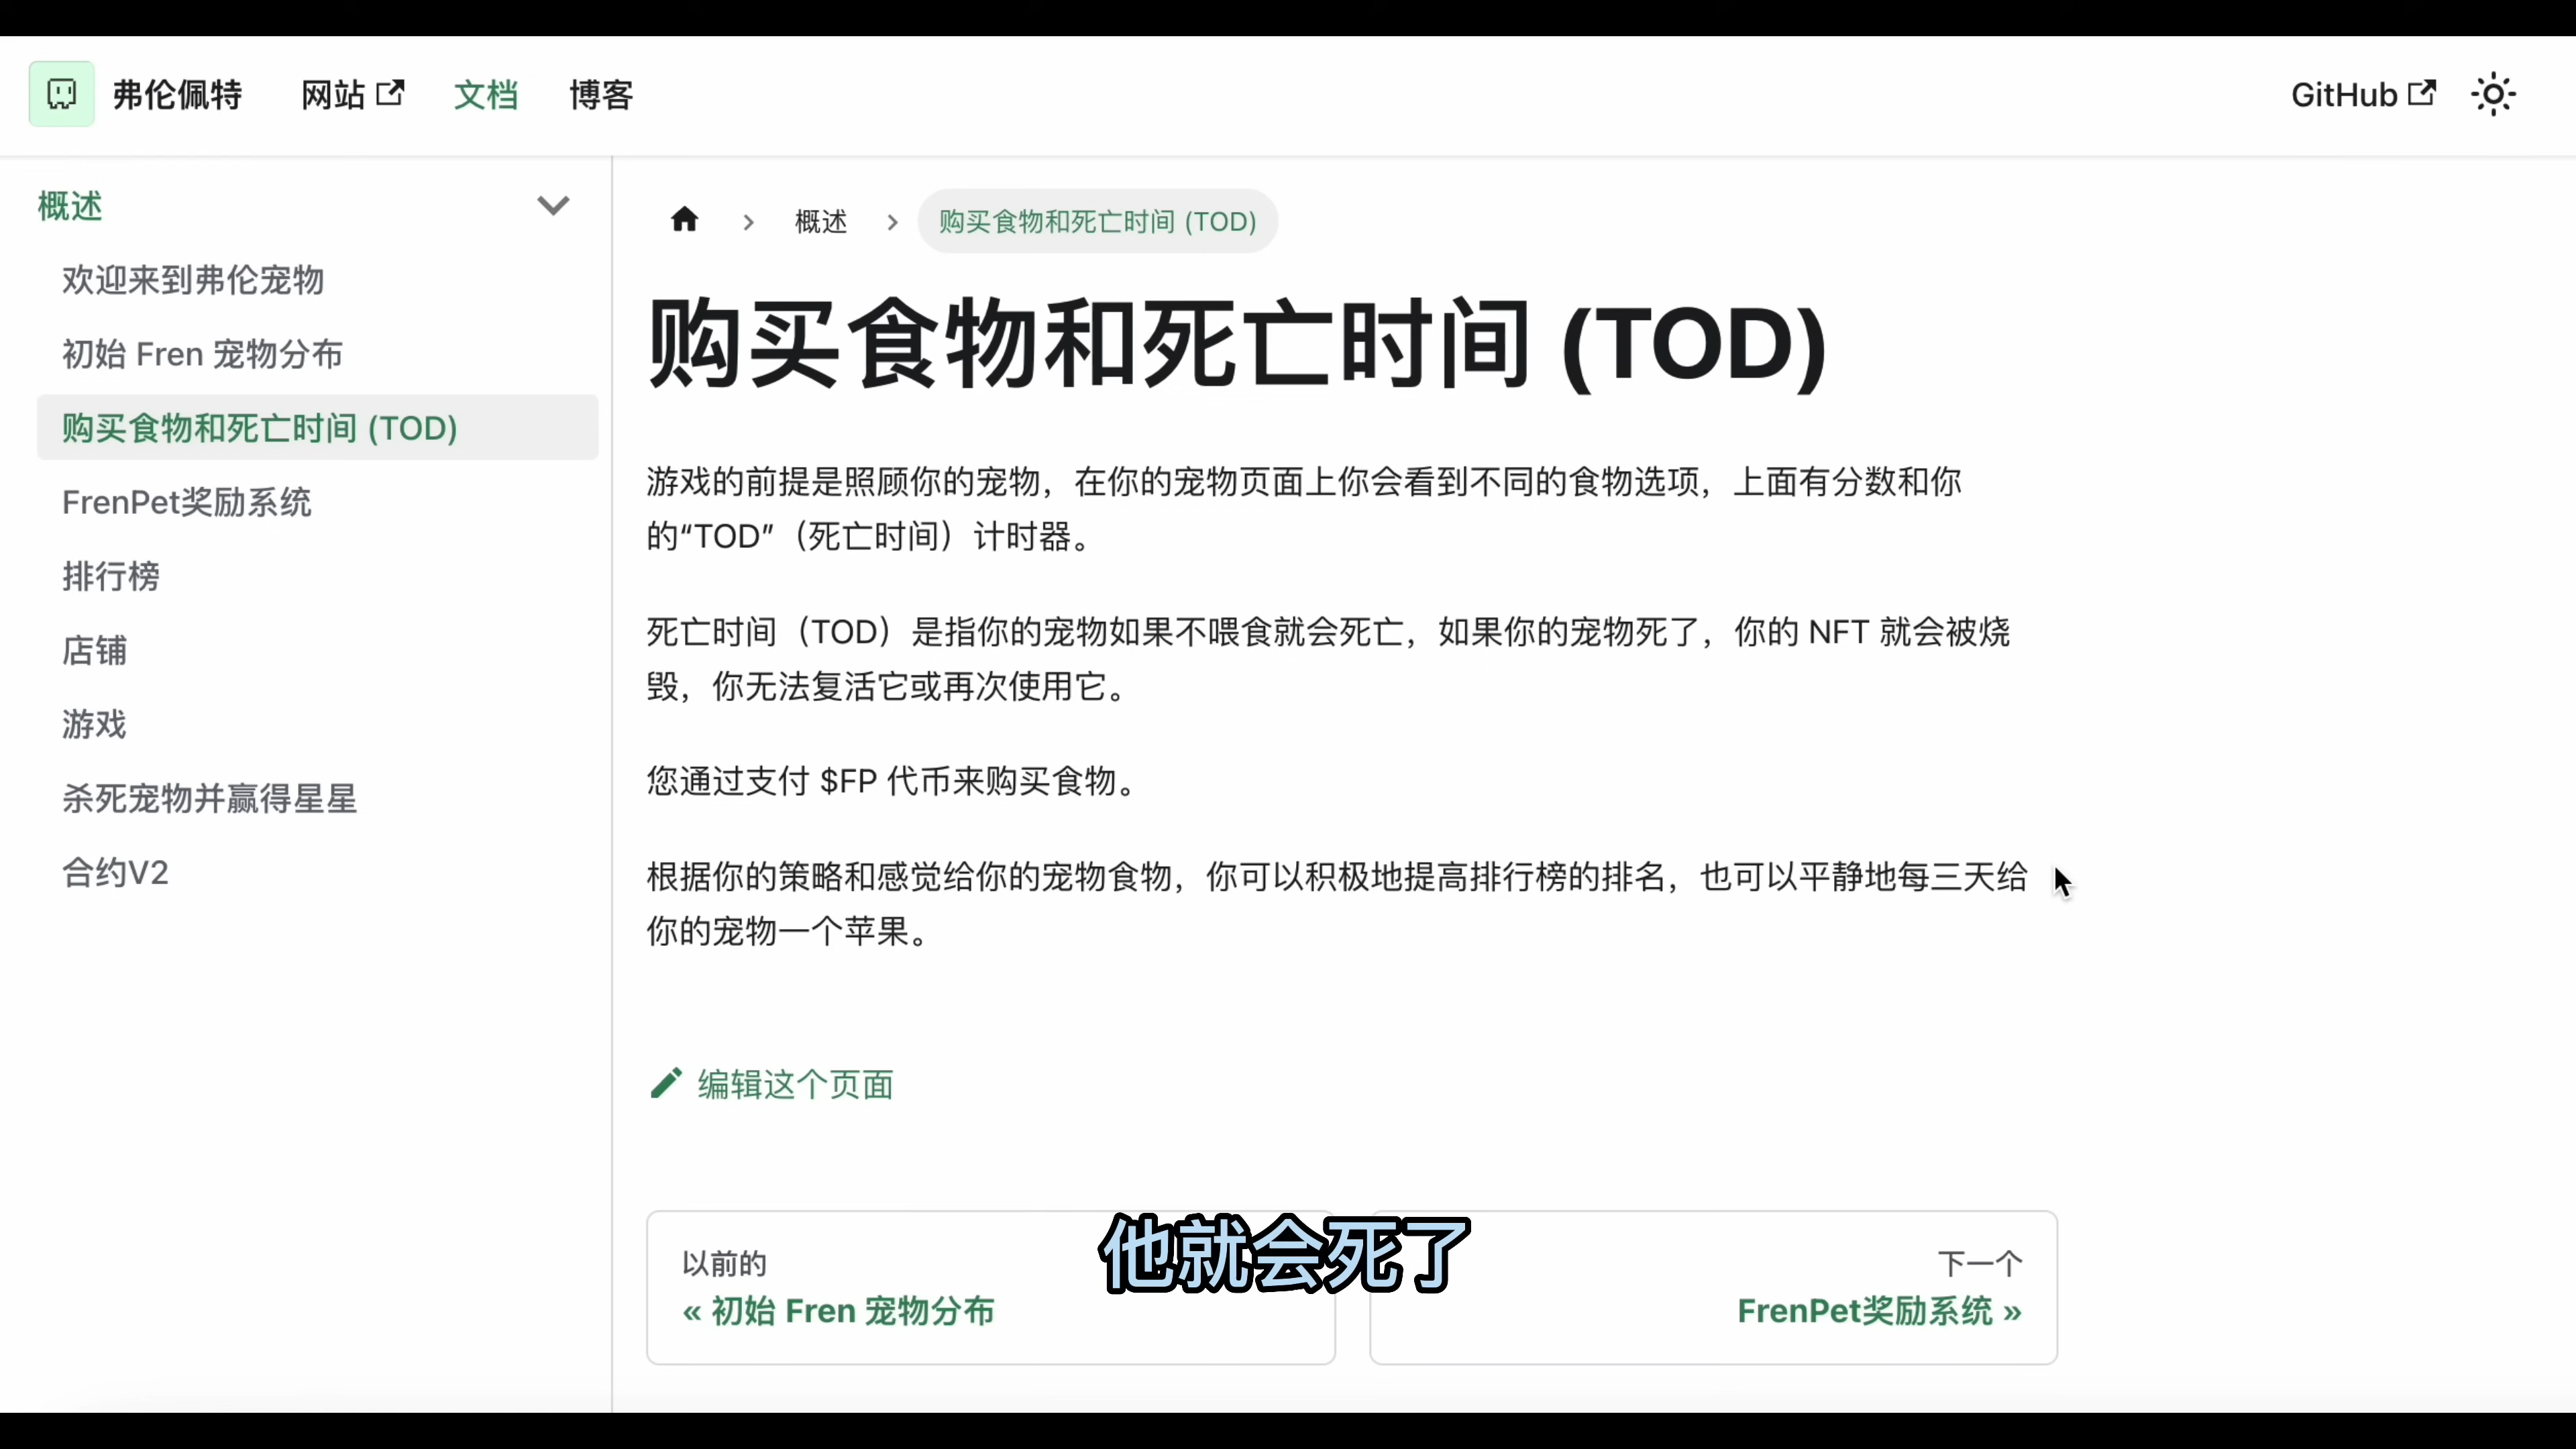 弗伦佩特 网站 文档 博客 GitHub
概述
欢迎来到弗伦宠物
初始 Fren 宠物分布
购买食物和死亡时间 (TOD)
FrenPet奖励系统
排行榜
店铺
游戏
杀死宠物并赢得星星
合约V2
概述 购买食物和死亡时间 (TOD)
购买食物和死亡时间 (TOD)
游戏的前提是照顾你的宠物，在你的宠物页面上你会看到不同的食物选项，上面有分数和你
的“TOD”（死亡时间）计时器。
死亡时间（TOD）是指你的宠物如果不喂食就会死亡，如果你的宠物死了，你的 NFT 就会被烧
毁，你无法复活它或再次使用它。
您通过支付 $FP 代币来购买食物。
根据你的策略和感觉给你的宠物食物，你可以积极地提高排行榜的排名，也可以平静地每三天给
你的宠物一个苹果。
编辑这个页面
以前的
« 初始 Fren 宠物分布
下一个
FrenPet奖励系统 »
他就会死了